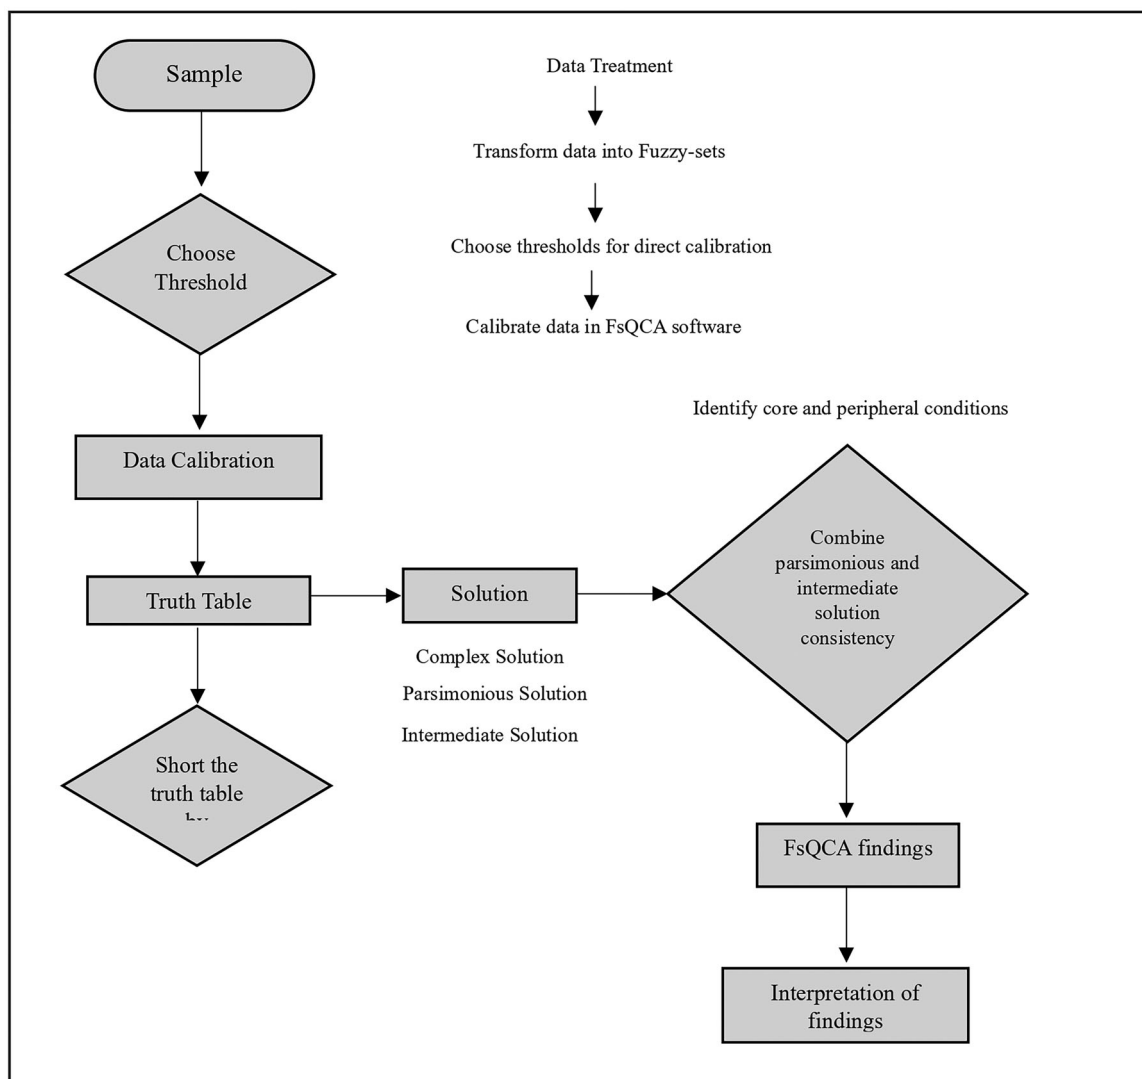 Sample
Choose
Threshold
Data Calibration
Truth Table
Short the
truth table
Data Treatment
Transform data into Fuzzy-sets
Choose thresholds for direct calibration
Calibrate data in FsQCA software
Solution
Complex Solution
Parsimonious Solution
Intermediate Solution
Identify core and peripheral conditions
Combine
parsimonious and
intermediate
solution
consistency
FsQCA findings
Interpretation of
findings